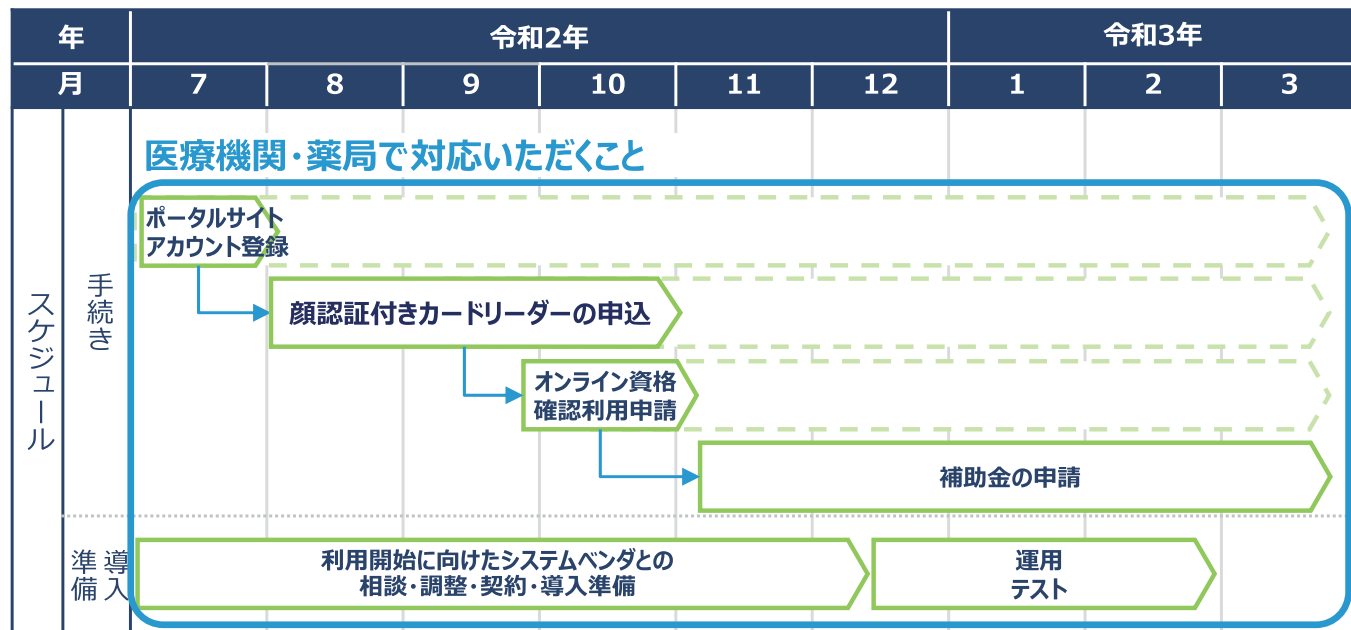 年 令和2年 令和3年
月 7 8 9 10 11 12 1 2 3
医療機関・薬局で対応いただくこと
スケジュール
手続き
ポータルサイト
アカウント登録
顔認証付きカードリーダーの申込
オンライン資格
確認利用申請
補助金の申請
導入
準備
利用開始に向けたシステムベンダとの
相談・調整・契約・導入準備
運用
テスト